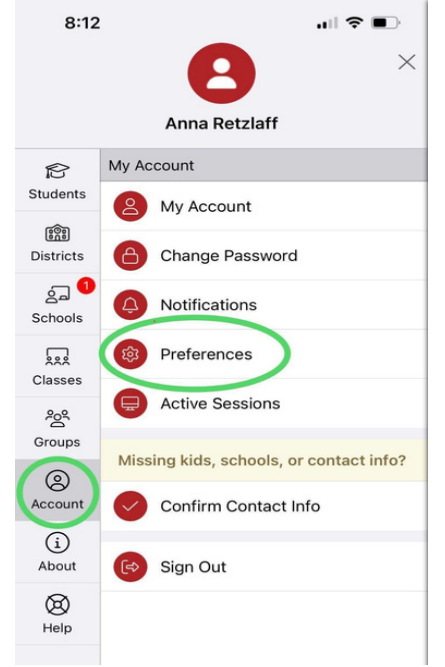 8:12
Anna Retzlaff
My Account
Students
My Account
Districts
Change Password
1
Schools
Notifications
Classes
Preferences
Groups
Active Sessions
Missing kids, schools, or contact info?
Account
Confirm Contact Info
About
Sign Out
Help